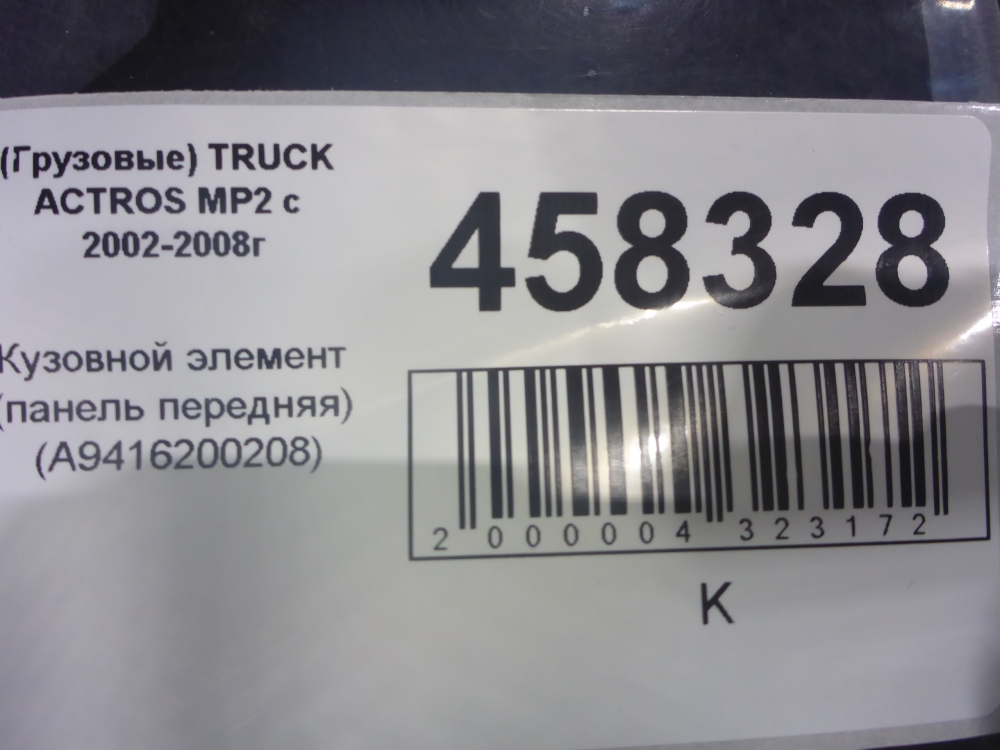 (Грузовые) TRUCK
ACTROS MP2 с
2002-2008г
458328
Кузовной элемент
(панель передняя)
(A9416200208)
2 000004 323172
K